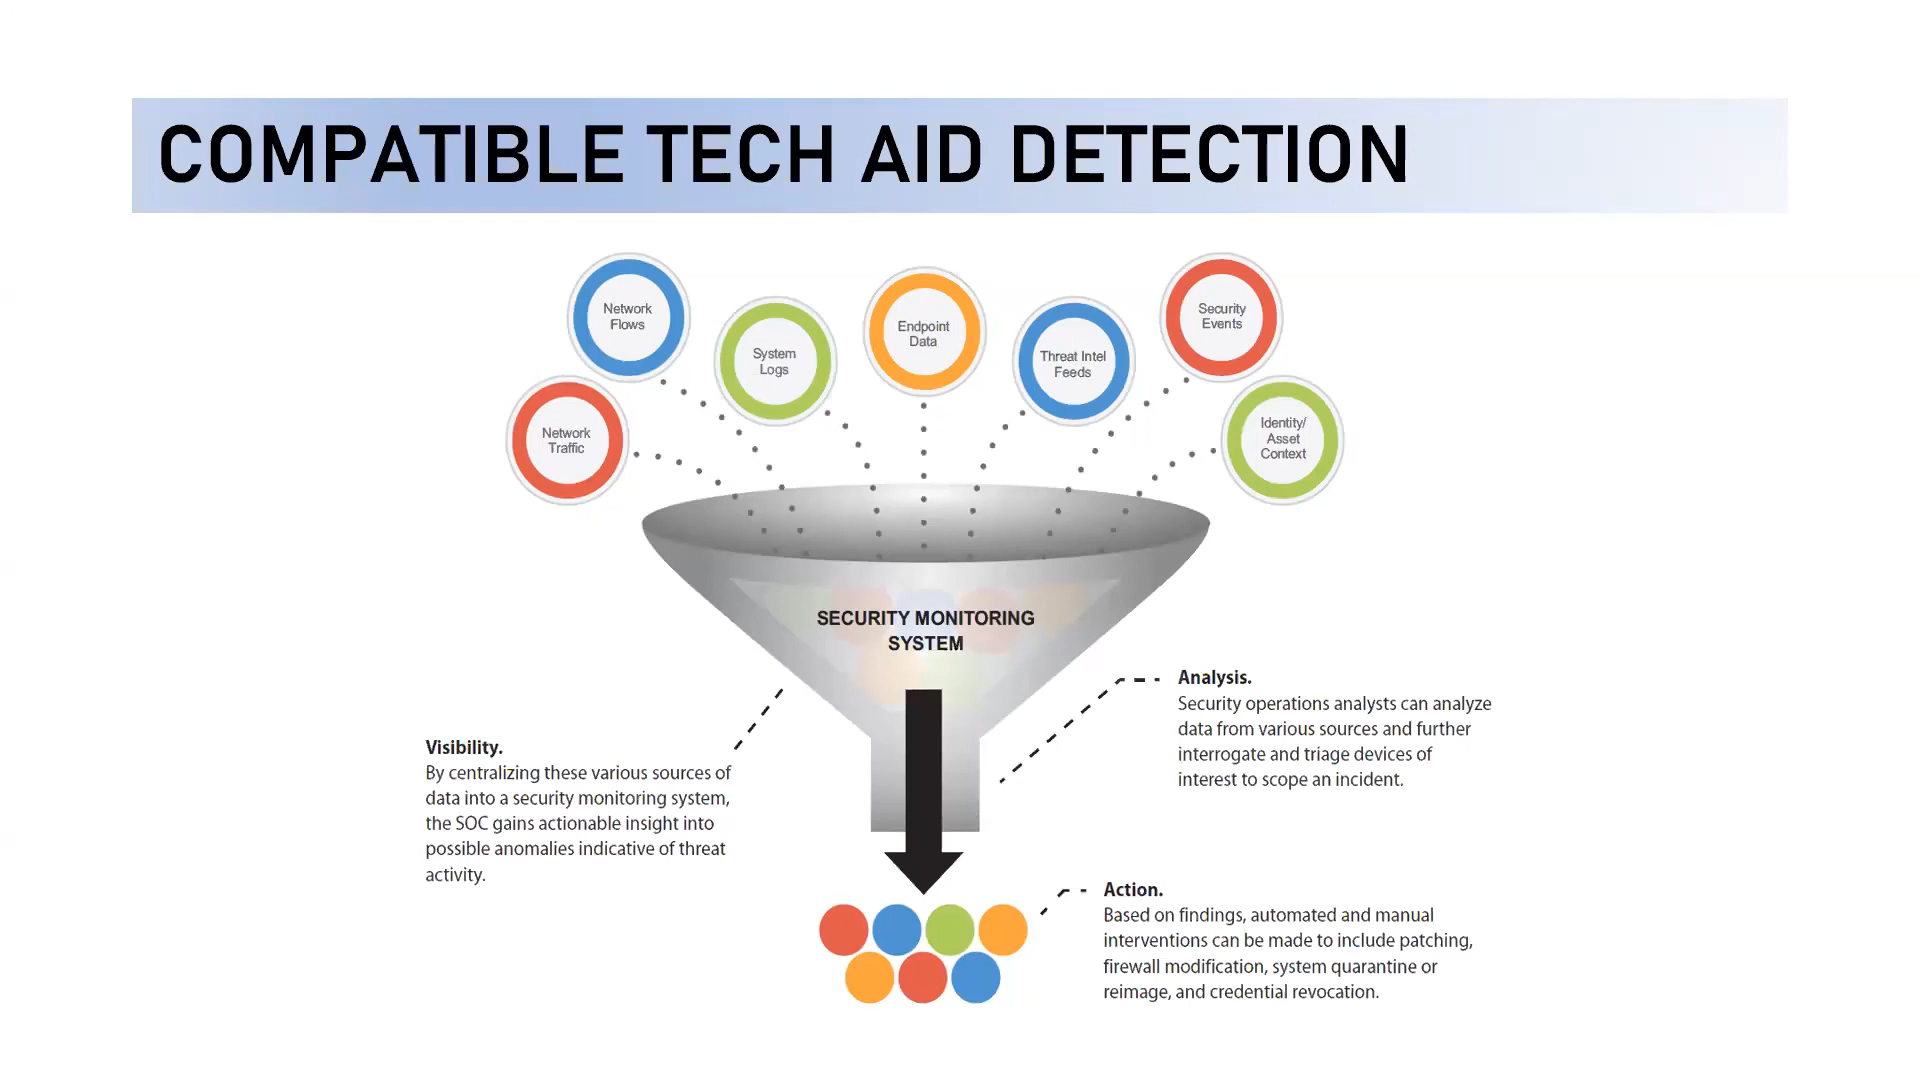 COMPATIBLE TECH AID DETECTION
Network
Flows
System
Logs
Endpoint
Data
Threat Intel
Feeds
Security
Events
Network
Traffic
Identity/
Asset
Context
SECURITY MONITORING
SYSTEM
Visibility.
By centralizing these various sources of
data into a security monitoring system,
the SOC gains actionable insight into
possible anomalies indicative of threat
activity.
Analysis.
Security operations analysts can analyze
data from various sources and further
interrogate and triage devices of
interest to scope an incident.
Action.
Based on findings, automated and manual
interventions can be made to include patching,
firewall modification, system quarantine or
reimage, and credential revocation.